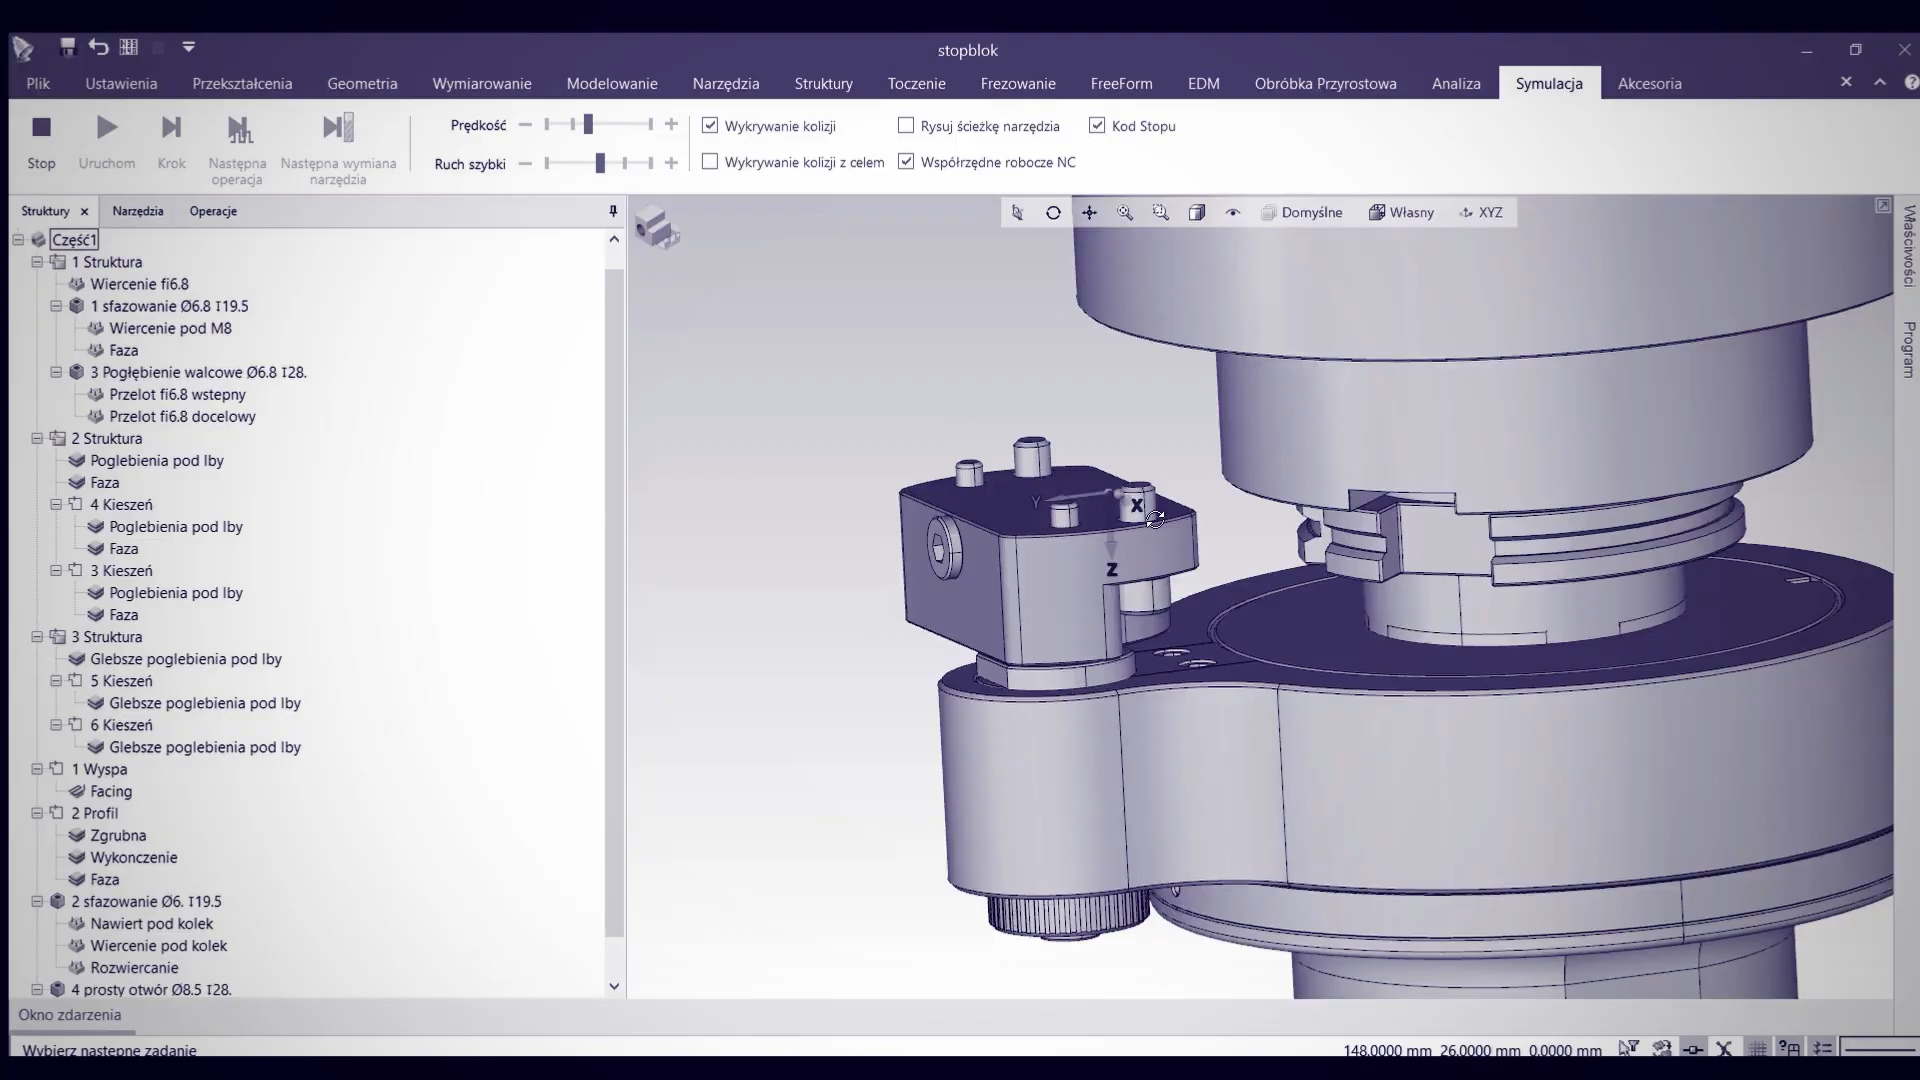 stopblok
Plik Ustawienia Przekształcenia Geometria Wymiarowanie Modelowanie Narzędzia Struktury Toczenie Frezowanie FreeForm EDM Obróbka Przyrostowa Analiza Symulacja Akcesoria
Stop Uruchom Krok Następna operacja Następna wymiana narzędzia
Prędkość
Ruch szybki
Wykrywanie kolizji Rysuj ścieżkę narzędzia Kod Stopu
Wykrywanie kolizji z celem Współrzędne robocze NC
Struktury Narzędzia Operacje
Domyślne Własny XYZ
Część1
1 Struktura
Wiercenie fi6.8
1 sfazowanie Ø6.8 ↧19.5
Wiercenie pod M8
Faza
3 Pogłębienie walcowe Ø6.8 ↧28.
Przelot fi6.8 wstepny
Przelot fi6.8 docelowy
2 Struktura
Poglebienia pod lby
Faza
4 Kieszeń
Poglebienia pod lby
Faza
3 Kieszeń
Poglebienia pod lby
Faza
3 Struktura
Glebsze poglebienia pod lby
5 Kieszeń
Glebsze poglebienia pod lby
6 Kieszeń
Glebsze poglebienia pod lby
1 Wyspa
Facing
2 Profil
Zgrubna
Wykonczenie
Faza
2 sfazowanie Ø6. ↧19.5
Nawiert pod kolek
Wiercenie pod kolek
Rozwiercanie
4 prosty otwór Ø8.5 ↧28.
Y X
Z
Właściwości
Program
Okno zdarzenia
Wybierz następne zadanie
148.0000 mm 26.0000 mm 0.0000 mm